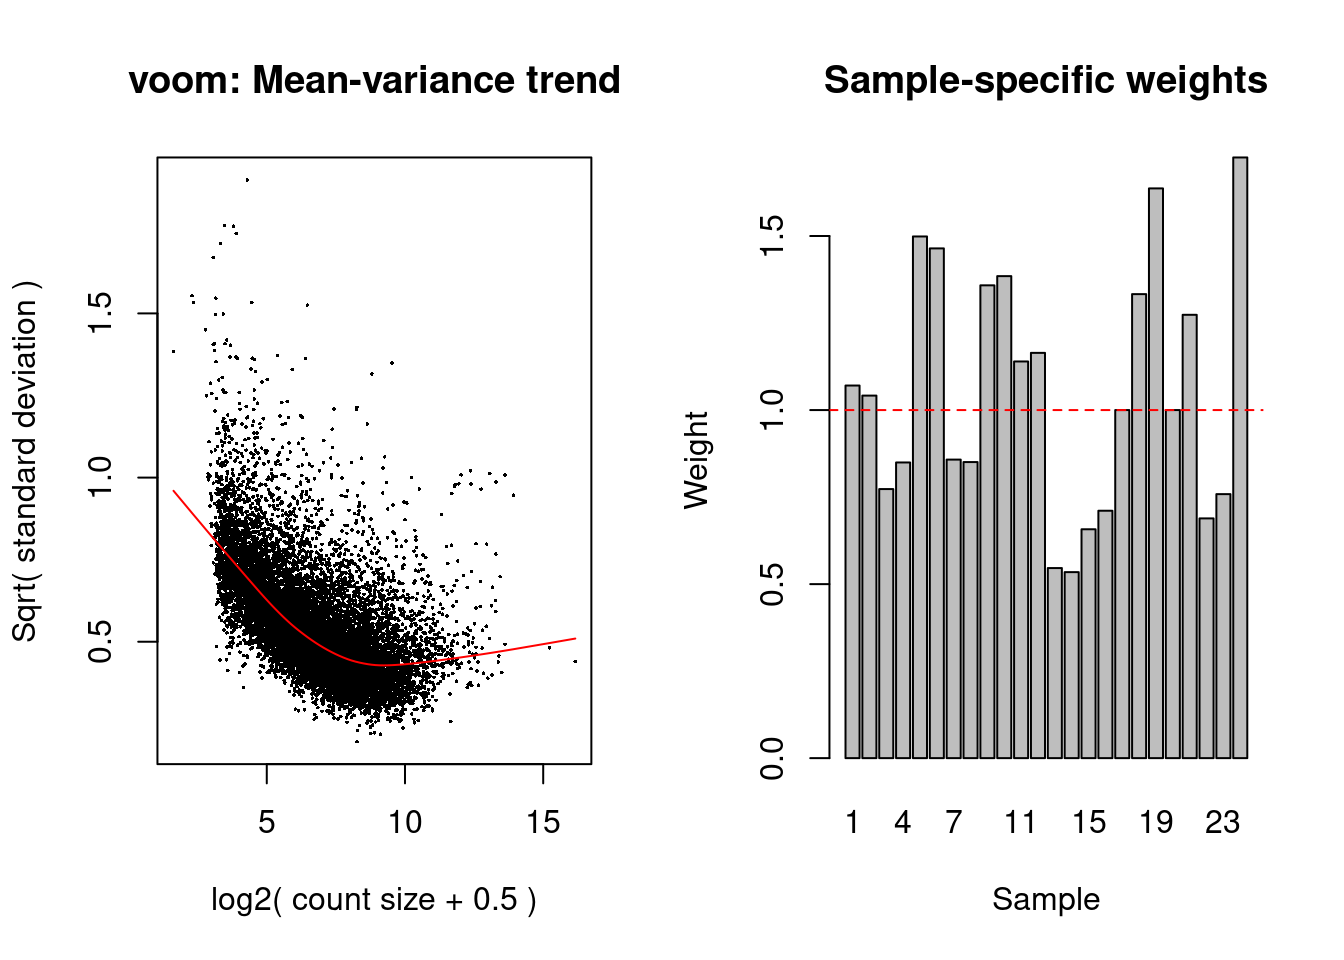 voom: Mean-variance trend
Sqrt( standard deviation )
1.5
1.0
0.5
5 10 15
log2( count size + 0.5 )
Sample-specific weights
Weight
1.5
1.0
0.5
0.0
1 4 7 11 15 19 23
Sample